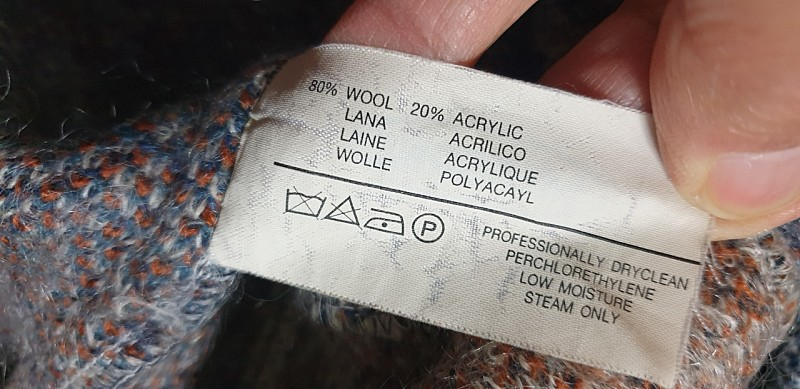 80% WOOL 20% ACRYLIC
LANA ACRILICO
LAINE ACRYLIQUE
WOLLE POLYACAYL
P
PROFESSIONALLY DRYCLEAN
PERCHLORETHYLENE
LOW MOISTURE
STEAM ONLY